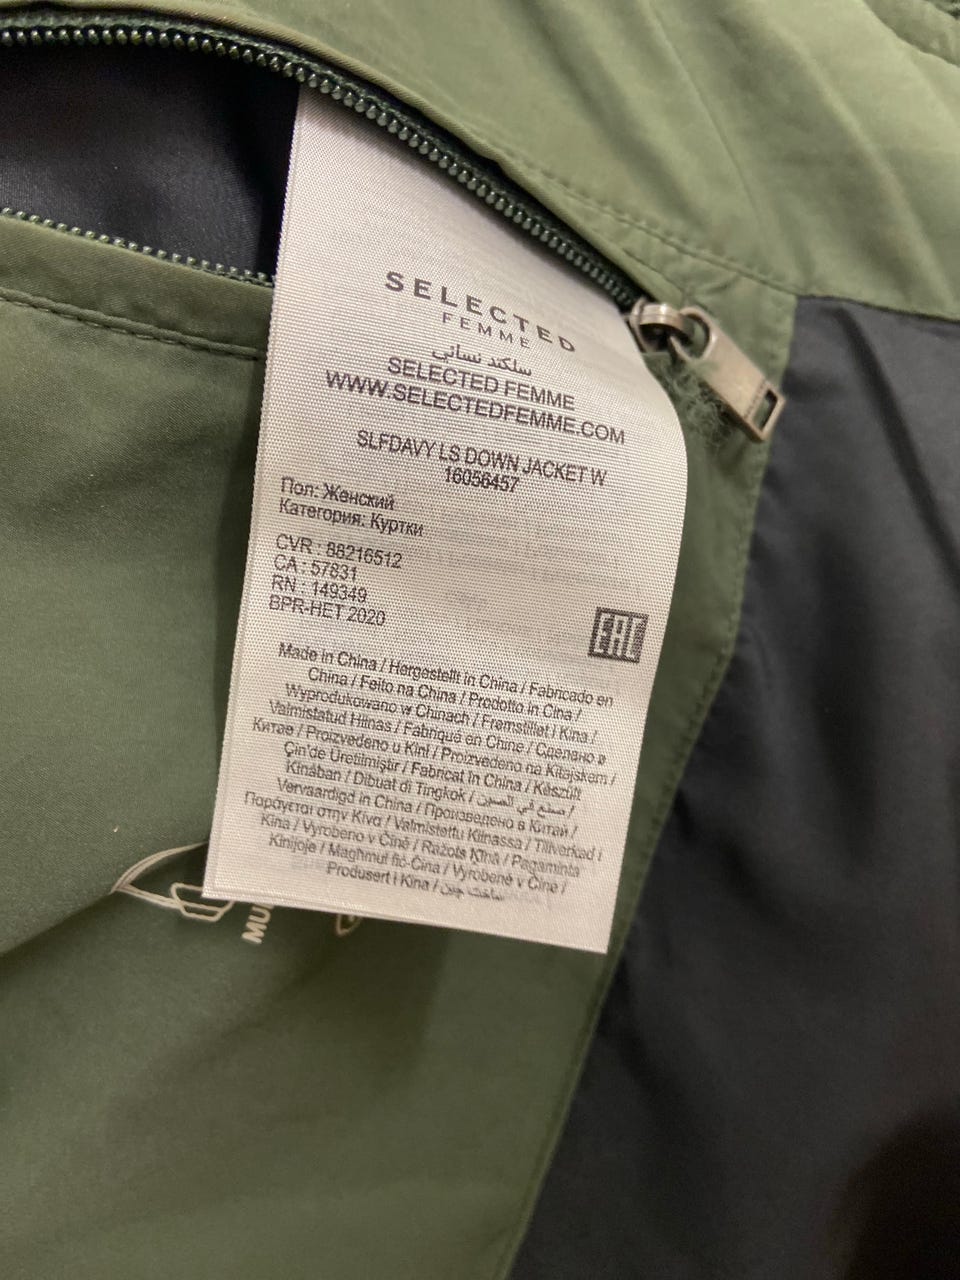 SELECTED
FEMME
سلكتد نسائي
SELECTED FEMME
WWW.SELECTEDFEMME.COM
SLFDAVY LS DOWN JACKET W
16056457
Пол: Женский
Категория: Куртки
CVR : 88216512
CA : 57831
RN : 149349
BPR-HET 2020
EAC
Made in China / Hergestellt in China / Fabricado en
China / Feito na China / Prodotto in Cina /
Wyprodukowano w Chinach / Fremstillet i Kina /
Valmistatud Hiinas / Fabriqué en Chine / Сделано в
Китае / Proizvedeno u Kini / Proizvedeno na Kitajskem /
Çin'de Üretilmiştir / Fabricat în China / Készült
Kínában / Dibuat di Tingkok / صنع في الصين /
Vervaardigd in China / Произведено в Китай /
Παράγεται στην Κίνα / Valmistettu Kiinassa / Tillverkad i
Kina / Vyrobeno v Číně / Ražots Ķīnā / Pagaminta
Kinijoje / Maghmul fiċ-Ċina / Vyrobené v Číne /
Produsert i Kina / ساخت چین
MU